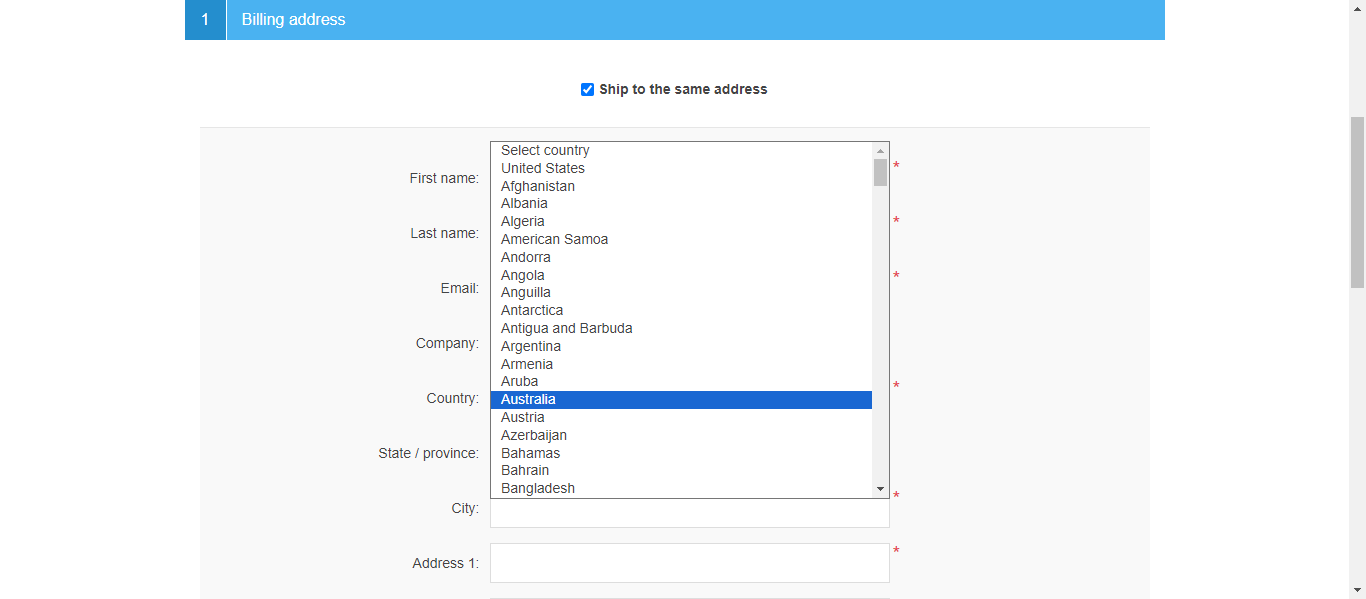 1 Billing address
Ship to the same address
Select country
United States
*
First name:
Afghanistan
Albania
Algeria
*
Last name:
American Samoa
Andorra
Angola
*
Email:
Anguilla
Antarctica
Antigua and Barbuda
Company:
Argentina
Armenia
Aruba
*
Country:
Australia
Austria
Azerbaijan
State / province:
Bahamas
Bahrain
Bangladesh
*
City:
Address 1:
*